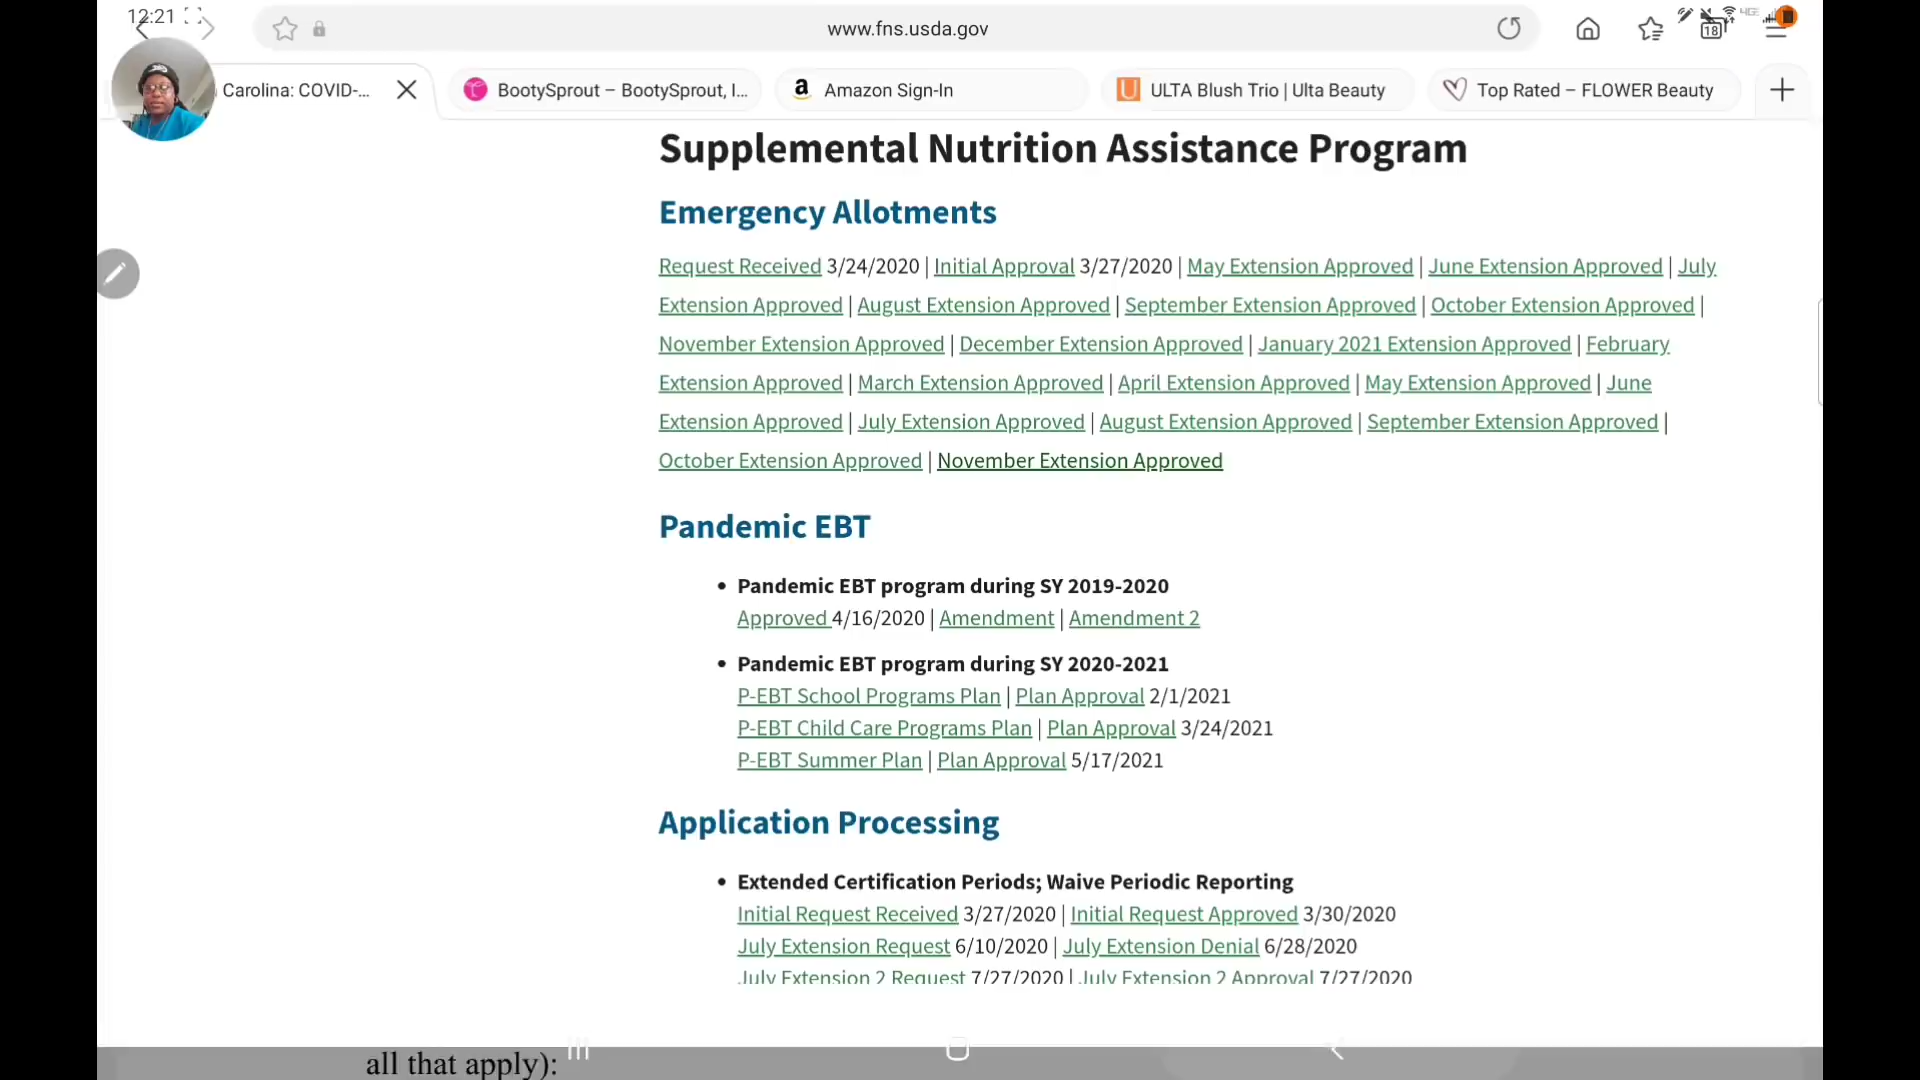 12:21
www.fns.usda.gov
18
4GE
Carolina: COVID-...
BootySprout – BootySprout, I...
Amazon Sign-In
ULTA Blush Trio | Ulta Beauty
Top Rated – FLOWER Beauty
Supplemental Nutrition Assistance Program
Emergency Allotments
Request Received 3/24/2020 | Initial Approval 3/27/2020 | May Extension Approved | June Extension Approved | July
Extension Approved | August Extension Approved | September Extension Approved | October Extension Approved |
November Extension Approved | December Extension Approved | January 2021 Extension Approved | February
Extension Approved | March Extension Approved | April Extension Approved | May Extension Approved | June
Extension Approved | July Extension Approved | August Extension Approved | September Extension Approved |
October Extension Approved | November Extension Approved
Pandemic EBT
• Pandemic EBT program during SY 2019-2020
Approved 4/16/2020 | Amendment | Amendment 2
• Pandemic EBT program during SY 2020-2021
P-EBT School Programs Plan | Plan Approval 2/1/2021
P-EBT Child Care Programs Plan | Plan Approval 3/24/2021
P-EBT Summer Plan | Plan Approval 5/17/2021
Application Processing
• Extended Certification Periods; Waive Periodic Reporting
Initial Request Received 3/27/2020 | Initial Request Approved 3/30/2020
July Extension Request 6/10/2020 | July Extension Denial 6/28/2020
July Extension 2 Request 7/27/2020 | July Extension 2 Approval 7/27/2020
all that apply):